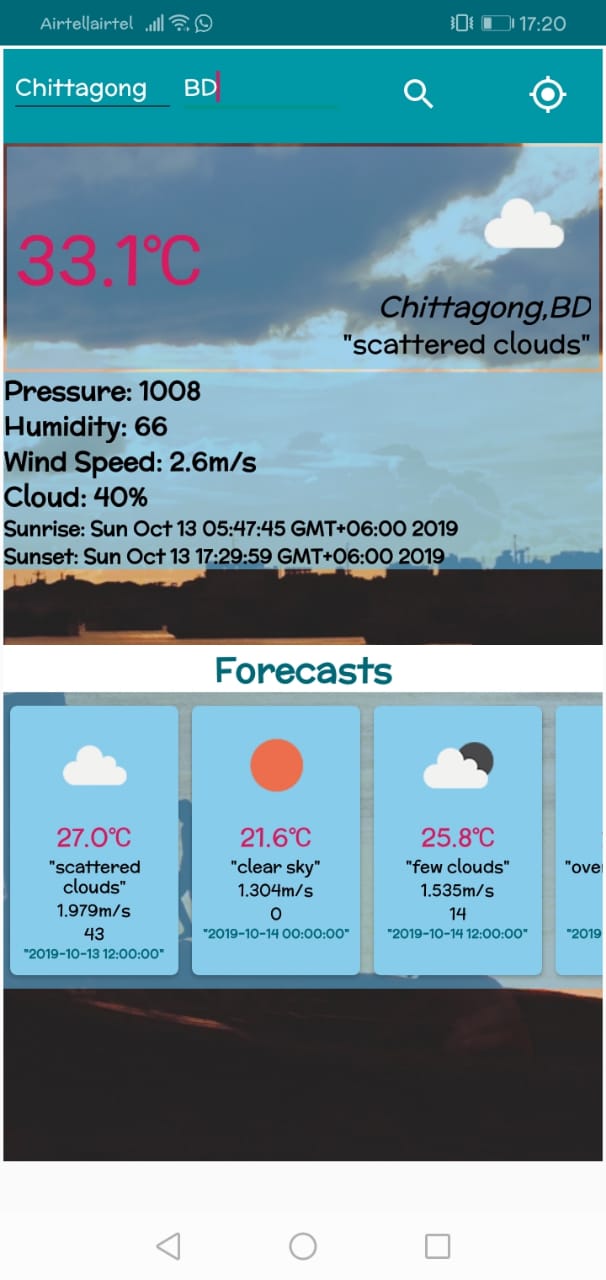 Airtel|airtel 17:20
Chittagong BD
33.1°C
Chittagong,BD
"scattered clouds"
Pressure: 1008
Humidity: 66
Wind Speed: 2.6m/s
Cloud: 40%
Sunrise: Sun Oct 13 05:47:45 GMT+06:00 2019
Sunset: Sun Oct 13 17:29:59 GMT+06:00 2019
Forecasts
27.0°C
"scattered
clouds"
1.979m/s
43
"2019-10-13 12:00:00"
21.6°C
"clear sky"
1.304m/s
0
"2019-10-14 00:00:00"
25.8°C
"few clouds"
1.535m/s
14
"2019-10-14 12:00:00"
"2019